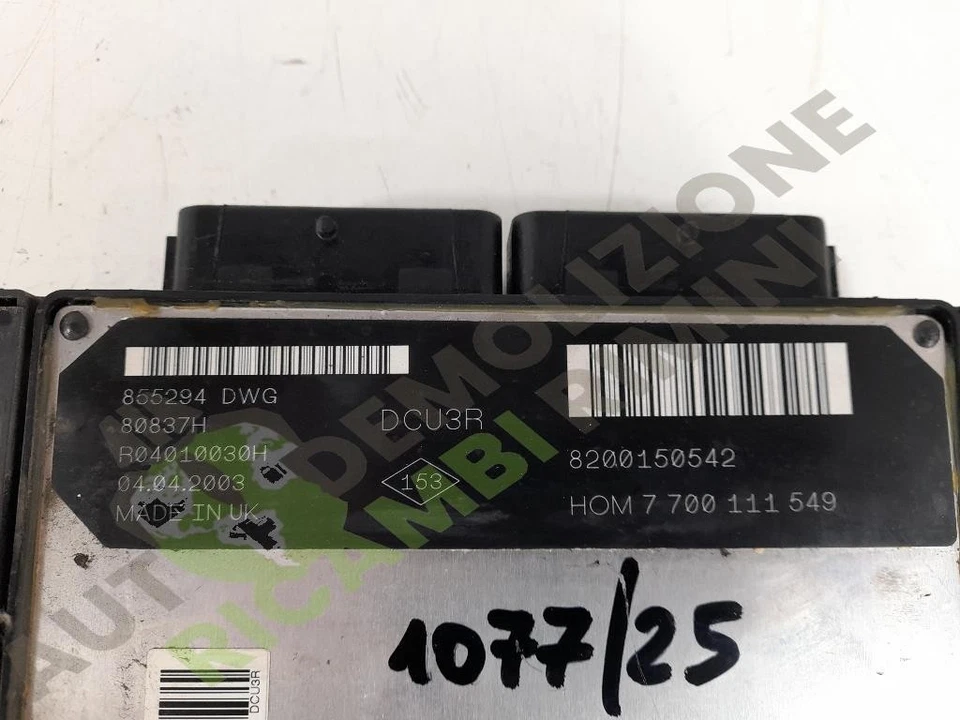 855294 DWG
80837H
R04010030H
04.04.2003
MADE IN UK
DCU3R
153
8200150542
HOM 7 700 111 549
1077/25
DCU3R
AUTODEMOLIZIONE
RICAMBI RIMINI